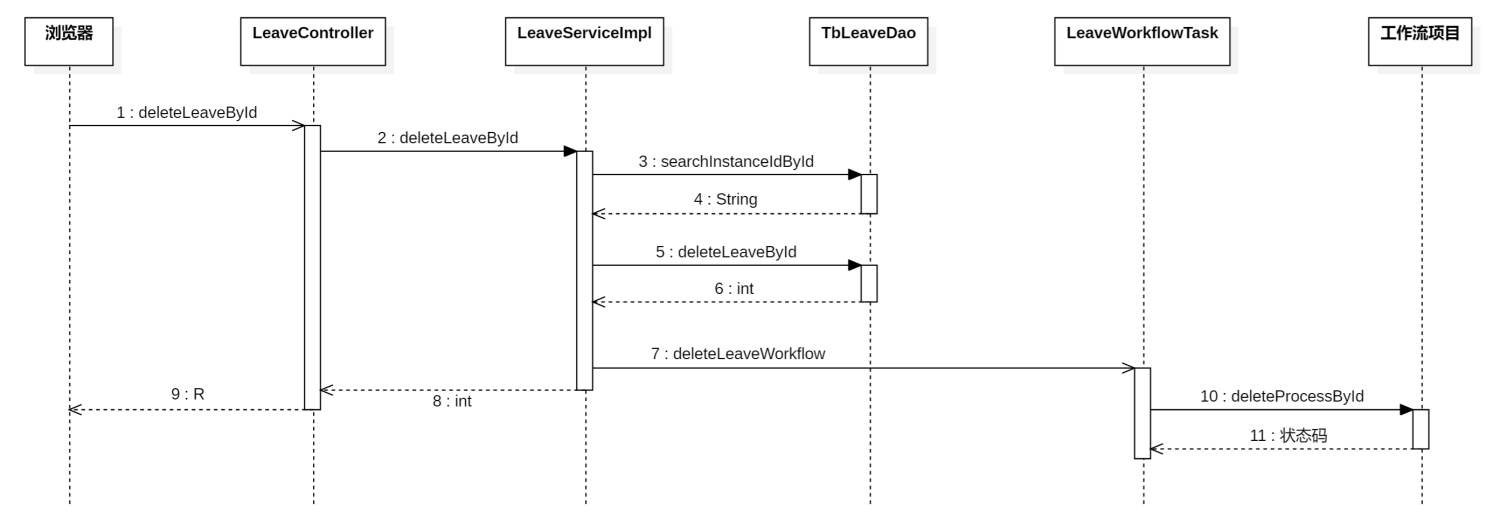 浏览器
LeaveController
LeaveServiceImpl
TbLeaveDao
LeaveWorkflowTask
工作流项目
1 : deleteLeaveById
2 : deleteLeaveById
3 : searchInstanceIdById
4 : String
5 : deleteLeaveById
6 : int
7 : deleteLeaveWorkflow
9 : R
8 : int
10 : deleteProcessById
11 : 状态码